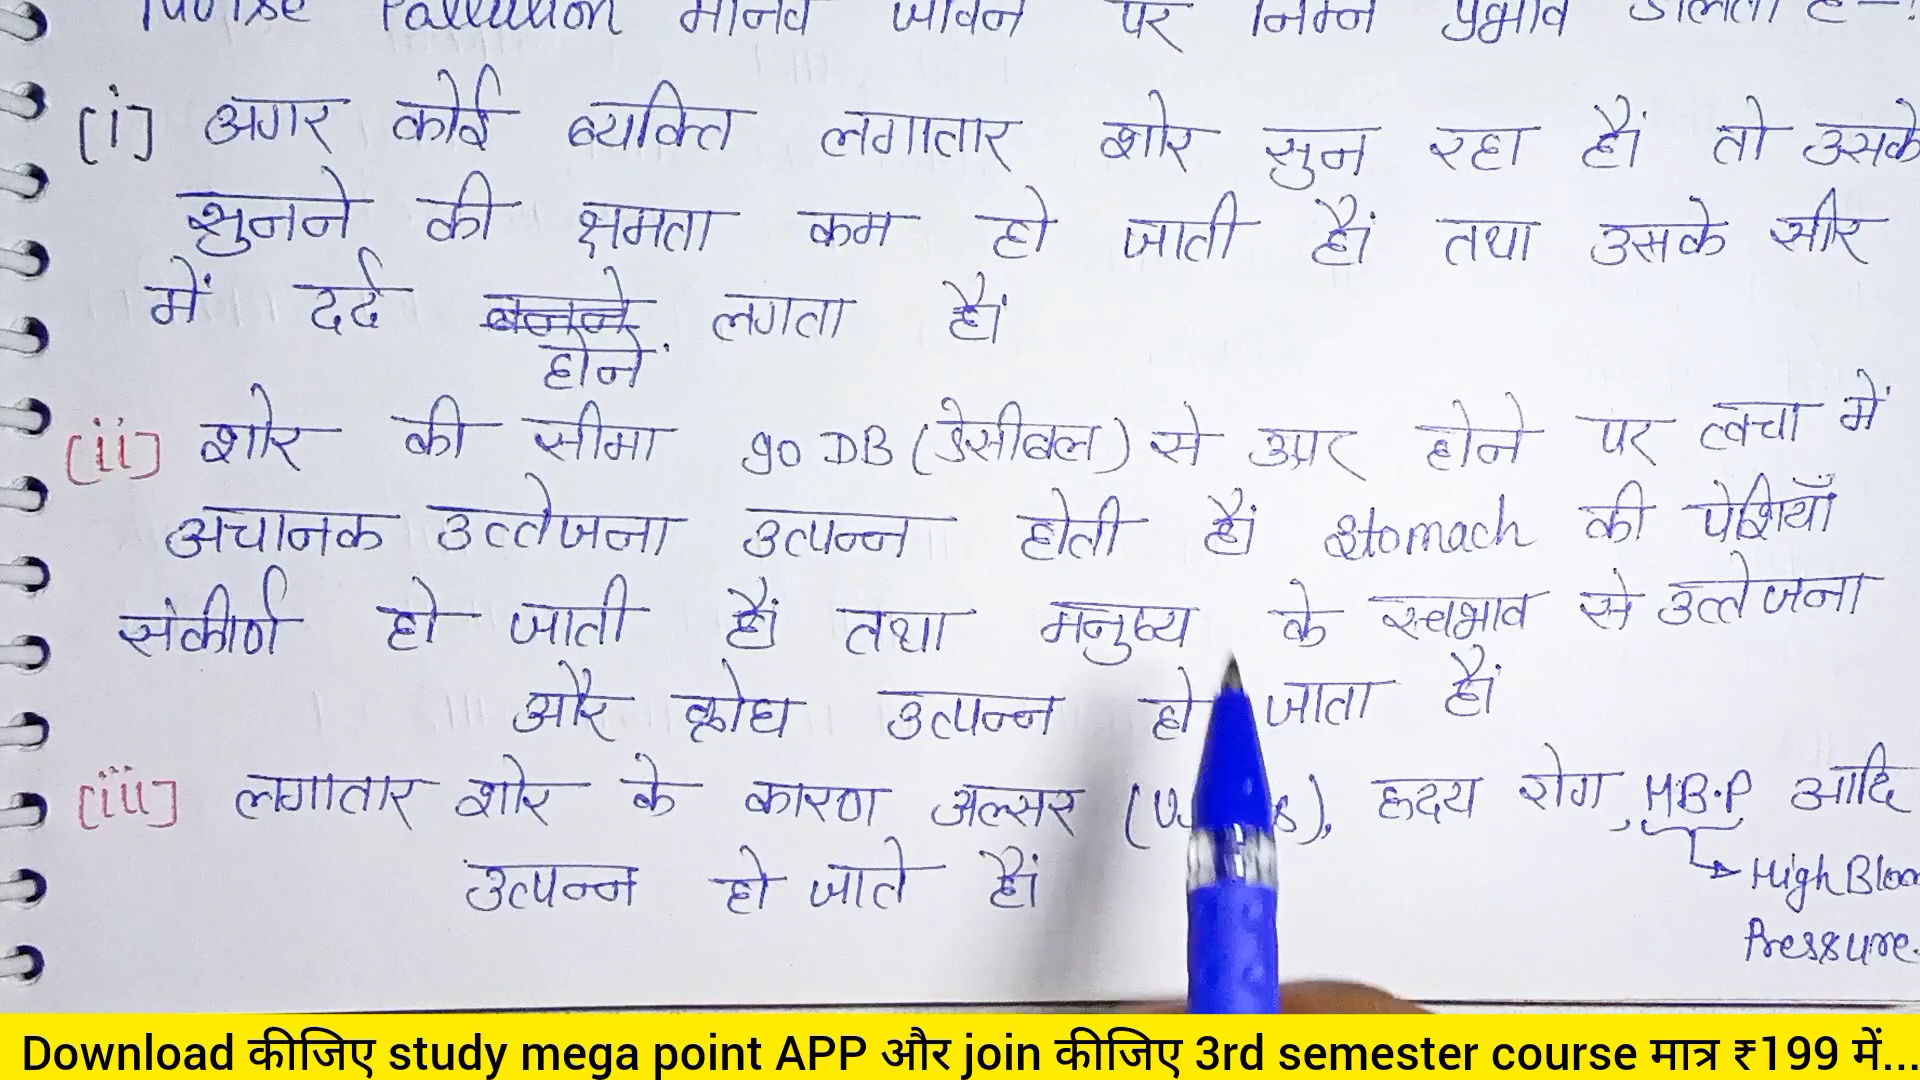 Noise Pollution मानव जीवन पर निम्न प्रभाव डालता है-:
(i) अगर कोई व्यक्ति लगातार शोर सुन रहा हैं तो उसके
सुनने की क्षमता कम हो जाती हैं तथा उसके सीर
में दर्द बनने लगता हैं
होनें
(ii) शोर की सीमा 90 DB (डेसीबल) से उपर होने पर त्वचा में
अचानक उत्तेजना उत्पन्न होती हैं Stomach की पेशियाँ
संकीर्ण हो जाती हैं तथा मनुष्य के स्वभाव से उत्तेजना
और क्रोध उत्पन्न हो जाता हैं
(iii) लगातार शोर के कारण अल्सर हृदय रोग, H.B.P आदि
High Blood
उत्पन्न हो जाते हैं
Pressure.
Download कीजिए study mega point APP और join कीजिए 3rd semester course मात्र ₹199 में...